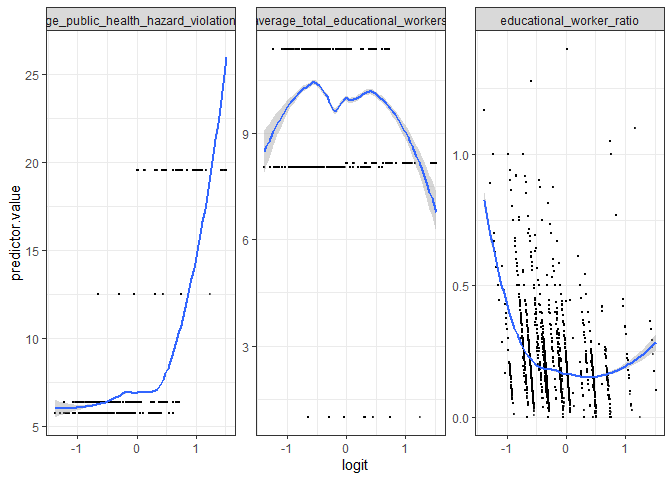 ge_public_health_hazard_violation
average_total_educational_workers
educational_worker_ratio
predictor.value
25
20
15
10
5
9
6
3
1.0
0.5
0.0
-1 0 1
-1 0 1
-1 0 1
logit